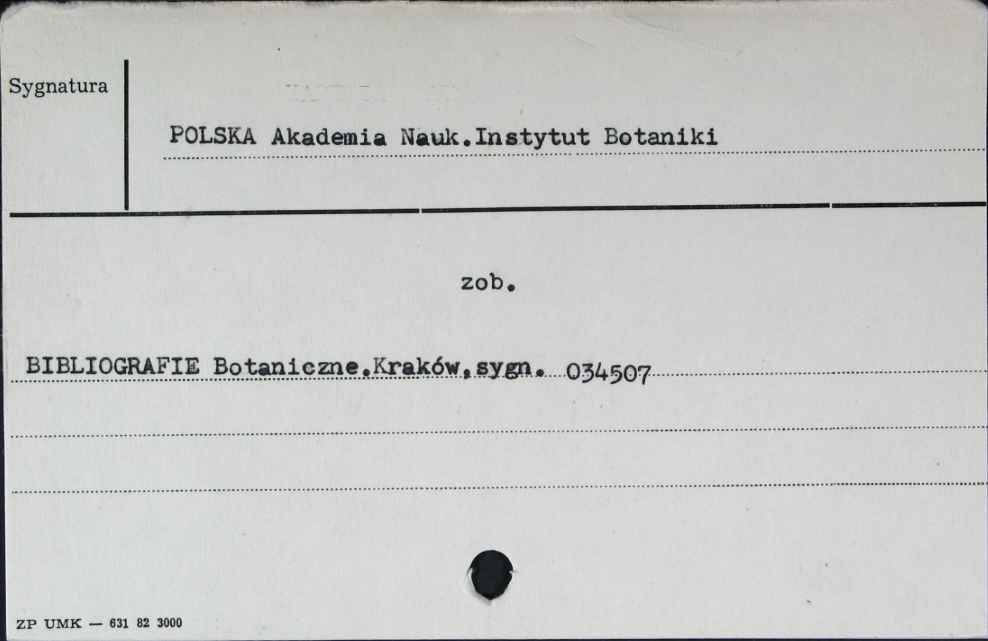 Sygnatura
POLSKA Akademia Nauk.Instytut Botaniki
zob.
BIBLIOGRAFIE Botaniczne.Kraków,sygn. 034507
ZP UMK — 631 82 3000